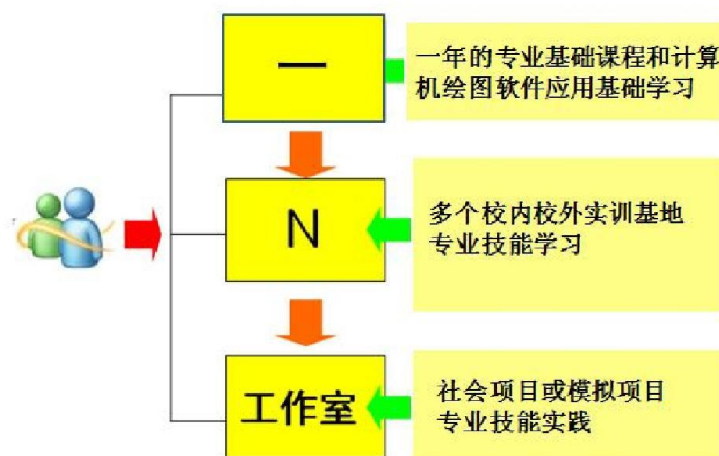 一
一年的专业基础课程和计算
机绘图软件应用基础学习
N
多个校内校外实训基地
专业技能学习
工作室
社会项目或模拟项目
专业技能实践